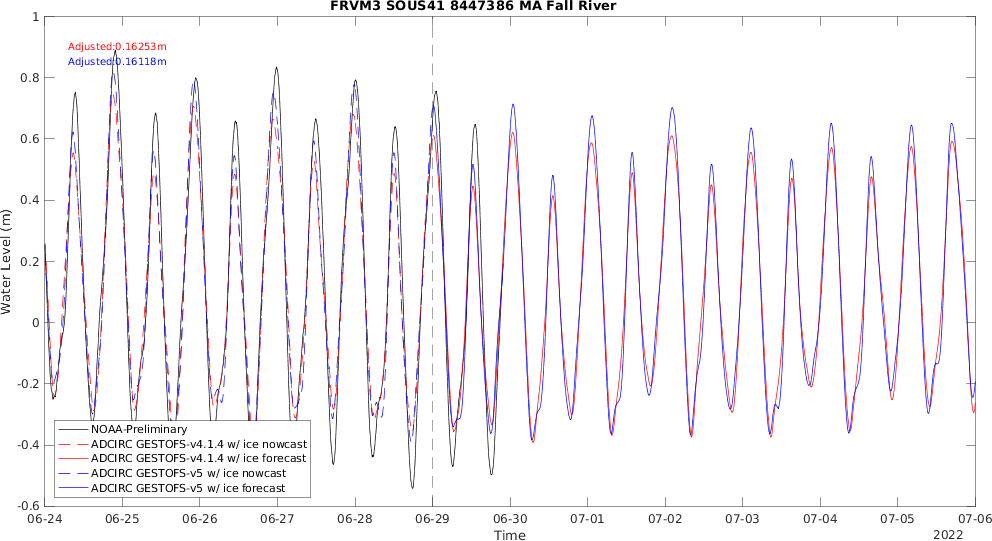 FRVM3 SOUS41 8447386 MA Fall River
Adjusted:0.16253m
Adjusted:0.16118m
1
0.8
0.6
0.4
0.2
0
-0.2
-0.4
-0.6
Water Level (m)
NOAA-Preliminary
ADCIRC GESTOFS-v4.1.4 w/ ice nowcast
ADCIRC GESTOFS-v4.1.4 w/ ice forecast
ADCIRC GESTOFS-v5 w/ ice nowcast
ADCIRC GESTOFS-v5 w/ ice forecast
06-24 06-25 06-26 06-27 06-28 06-29 06-30 07-01 07-02 07-03 07-04 07-05 07-06
Time
2022